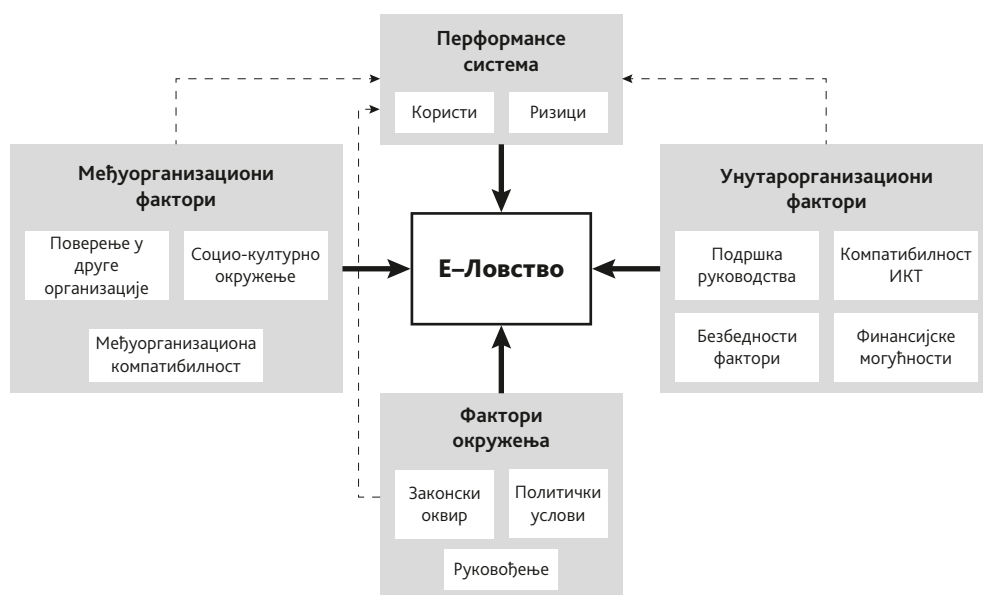 Перформансе
система
Користи
Ризици
Међуорганизациони
фактори
Поверење у
друге
организације
Социо-културно
окружење
Међуорганизациона
компатибилност
Е–Ловство
Унутарорганизациони
фактори
Подршка
руководства
Компатибилност
ИКТ
Безбедности
фактори
Финансијске
могућности
Фактори
окружења
Законски
оквир
Политички
услови
Руковођење